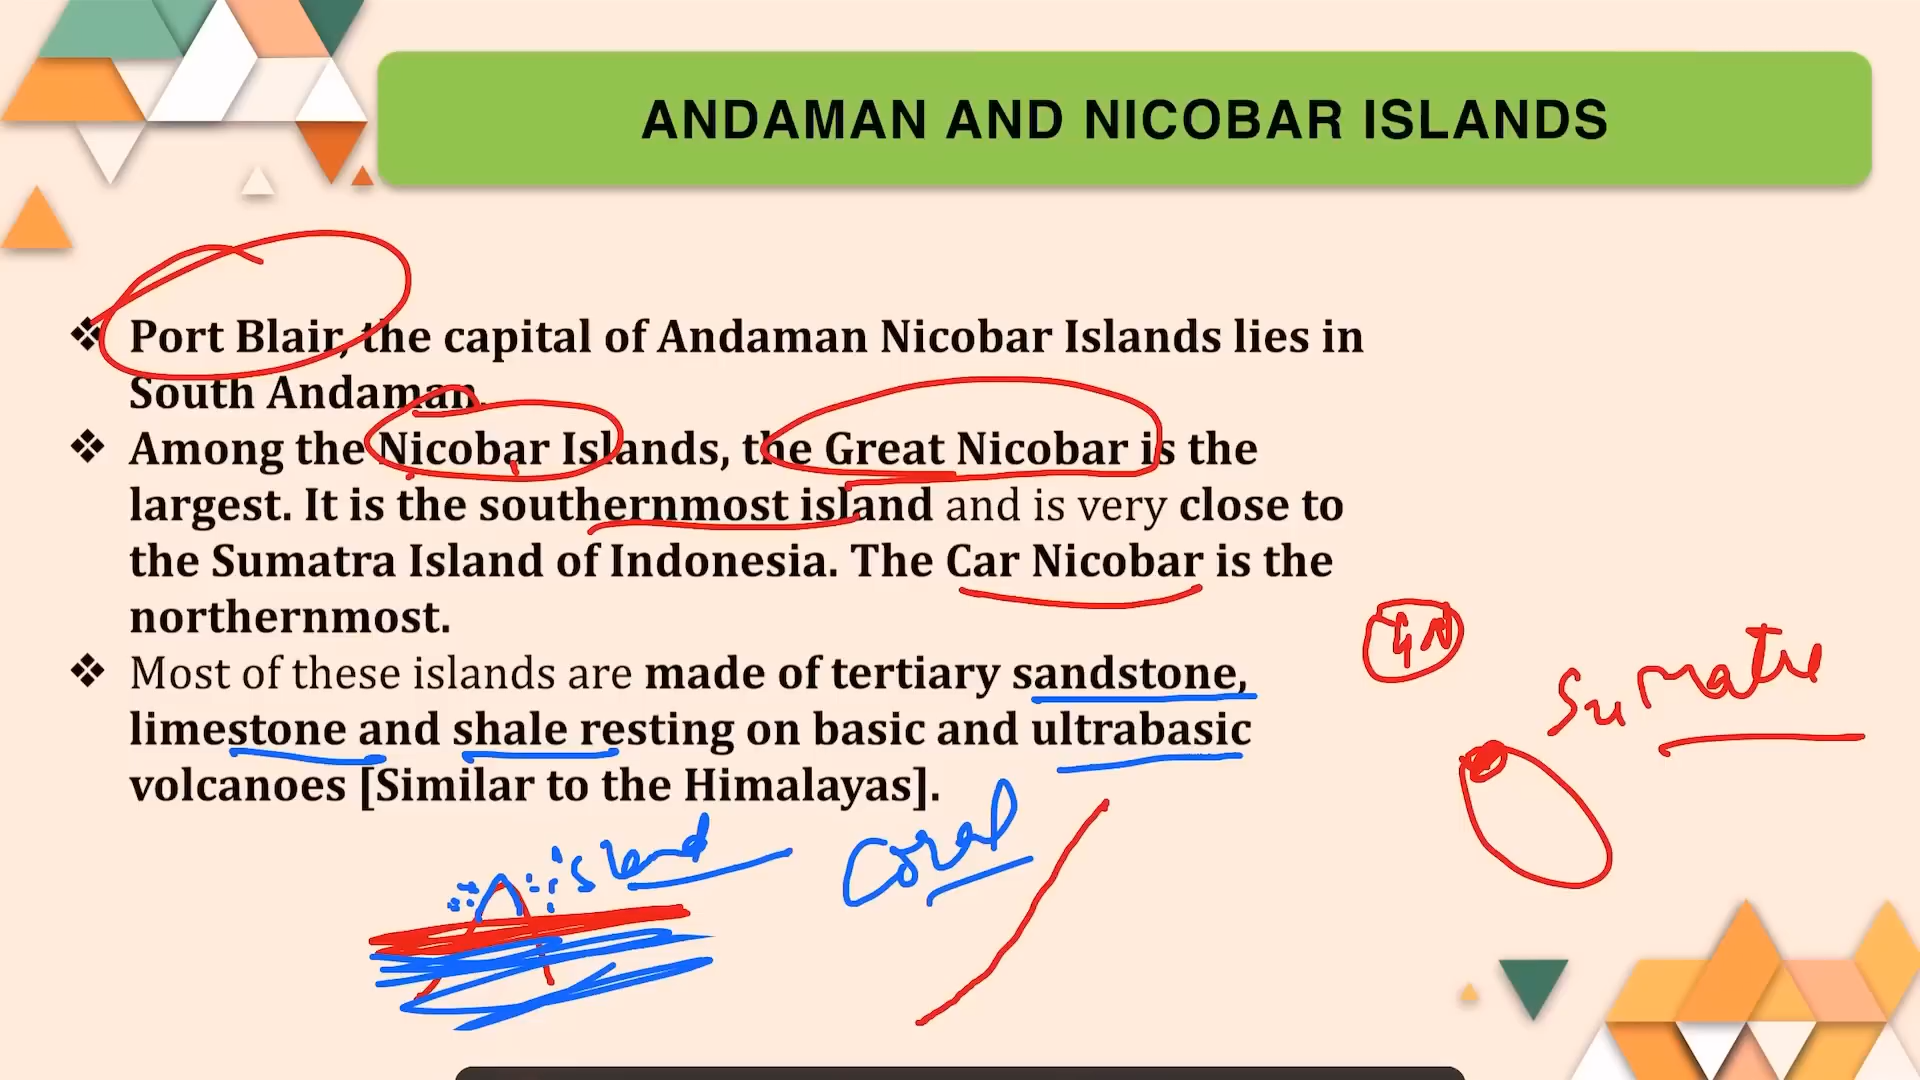 ANDAMAN AND NICOBAR ISLANDS
❖ Port Blair, the capital of Andaman Nicobar Islands lies in
South Andaman.
❖ Among the Nicobar Islands, the Great Nicobar is the
largest. It is the southernmost island and is very close to
the Sumatra Island of Indonesia. The Car Nicobar is the
northernmost.
❖ Most of these islands are made of tertiary sandstone,
limestone and shale resting on basic and ultrabasic
volcanoes [Similar to the Himalayas].
GN
Sumatra
island
Coral